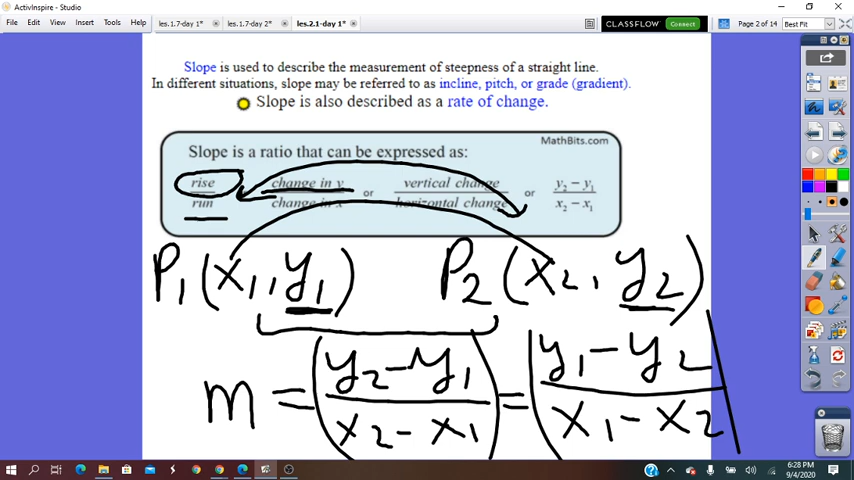 ActivInspire - Studio
File Edit View Insert Tools Help
les.1.7-day 1*
les.1.7-day 2*
les.2.1-day 1*
CLASSFLOW Connect
Page 2 of 14
Best Fit
Slope is used to describe the measurement of steepness of a straight line.
In different situations, slope may be referred to as incline, pitch, or grade (gradient).
Slope is also described as a rate of change.
MathBits.com
Slope is a ratio that can be expressed as:
rise change in y vertical change y₂ – y₁
or or
run change in x horizontal change x₂ – x₁
P₁(x₁, y₁) P₂(x₂, y₂)
m = (y₂ – y₁ / x₂ – x₁) = (y₁ – y₂ / x₁ – x₂)
6:28 PM
9/4/2020